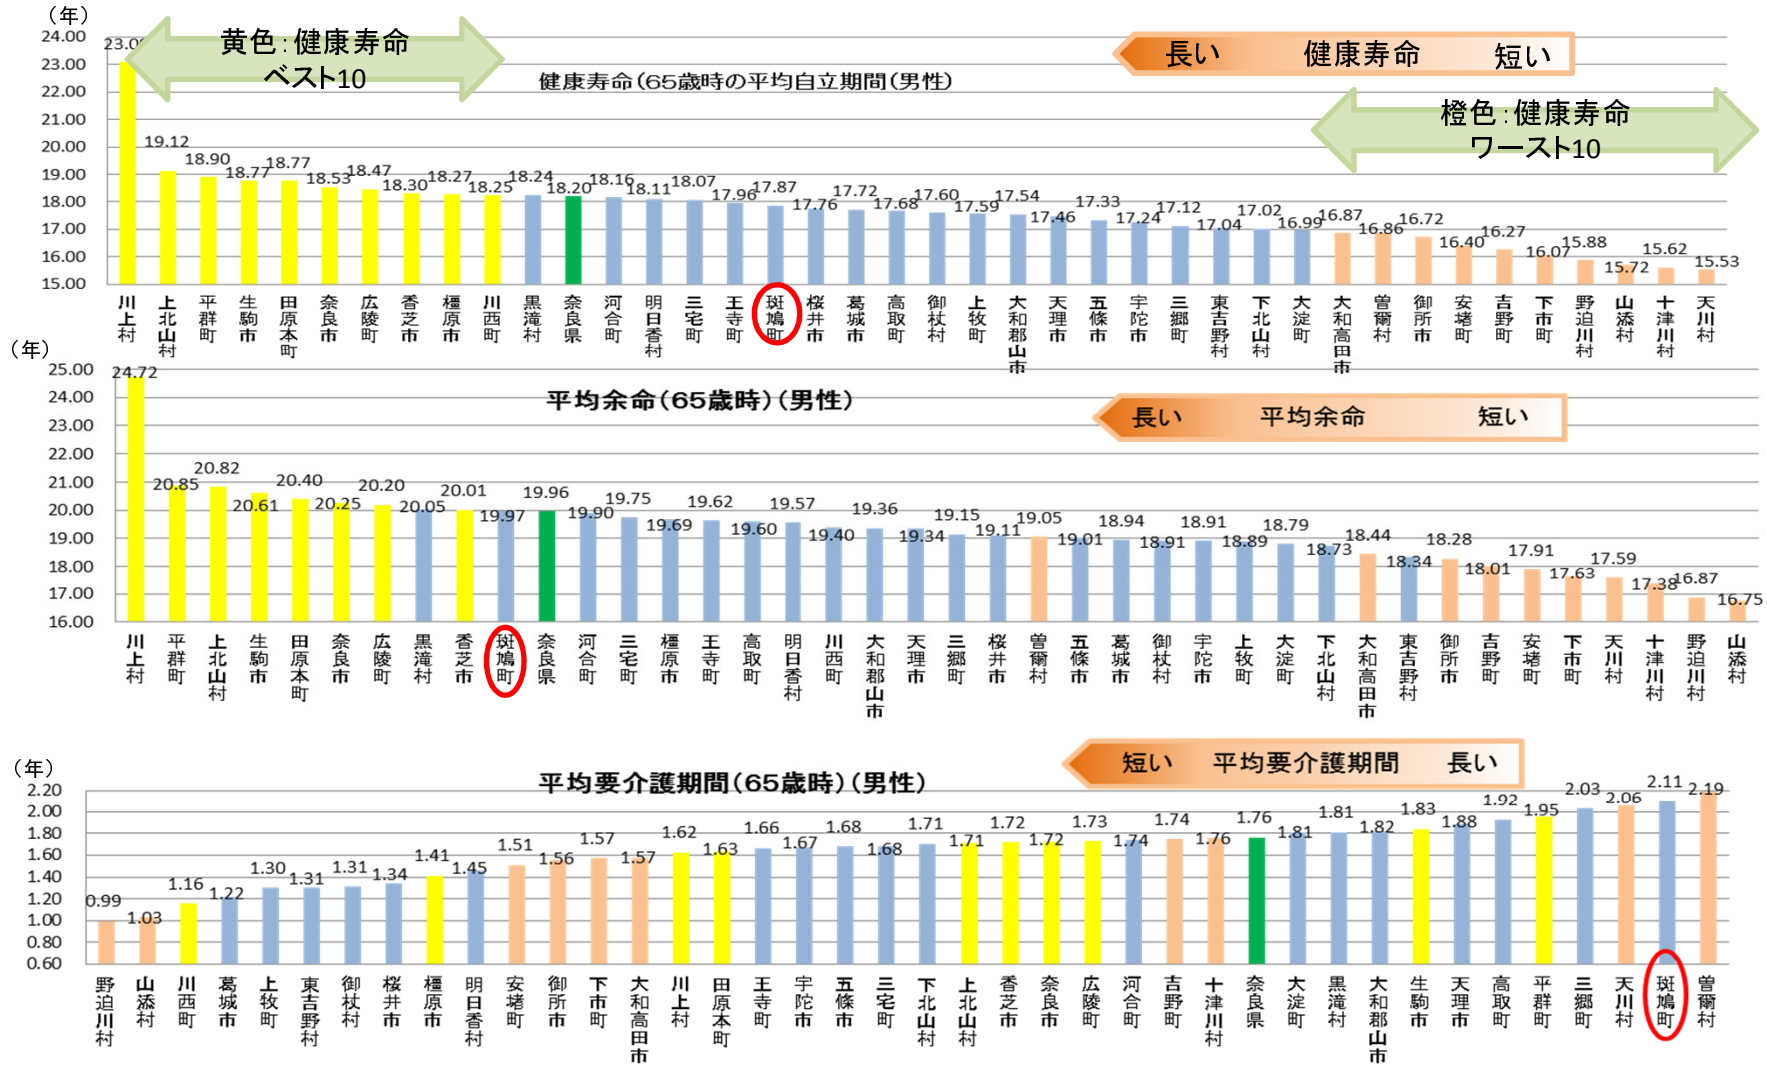 （年）
黄色：健康寿命
ベスト10
長い 健康寿命 短い
健康寿命（65歳時の平均自立期間（男性）
橙色：健康寿命
ワースト10
24.00
23.00
22.00
21.00
20.00
19.00
18.00
17.00
16.00
15.00
19.12 18.90 18.77 18.77 18.53 18.47 18.30 18.27 18.25 18.24 18.20 18.16 18.11 18.07 17.96 17.87 17.76 17.72 17.68 17.60 17.59 17.54 17.46 17.33 17.24 17.12 17.04 17.02 16.99 16.87 16.86 16.72 16.40 16.27 16.07 15.88 15.72 15.62 15.53
川上村 上北山村 平群町 生駒市 田原本町 奈良市 広陵町 香芝市 橿原市 川西町 黒滝村 奈良県 河合町 明日香村 三宅町 王寺町 斑鳩町 桜井市 葛城市 高取町 御杖村 上牧町 大和郡山市 天理市 五條市 宇陀市 三郷町 東吉野村 下北山村 大淀町 大和高田市 曽爾村 御所市 安堵町 吉野町 下市町 野迫川村 山添村 十津川村 天川村
（年）
平均余命（65歳時）（男性）
長い 平均余命 短い
25.00
24.00
23.00
22.00
21.00
20.00
19.00
18.00
17.00
16.00
24.72 20.85 20.82 20.61 20.40 20.25 20.20 20.05 20.01 19.97 19.96 19.90 19.75 19.69 19.62 19.60 19.57 19.40 19.36 19.34 19.15 19.11 19.05 19.01 18.94 18.91 18.91 18.89 18.79 18.73 18.44 18.34 18.28 18.01 17.91 17.63 17.59 17.38 16.87 16.75
川上村 平群町 上北山村 生駒市 田原本町 奈良市 広陵町 黒滝村 香芝市 斑鳩町 奈良県 河合町 三宅町 橿原市 王寺町 高取町 明日香村 川西町 大和郡山市 天理市 三郷町 桜井市 曽爾村 五條市 葛城市 御杖村 宇陀市 上牧町 大淀町 下北山村 大和高田市 東吉野村 御所市 吉野町 安堵町 下市町 天川村 十津川村 野迫川村 山添村
（年）
平均要介護期間（65歳時）（男性）
短い 平均要介護期間 長い
2.20
2.00
1.80
1.60
1.40
1.20
1.00
0.80
0.60
0.99 1.03 1.16 1.22 1.30 1.31 1.31 1.34 1.41 1.45 1.51 1.56 1.57 1.57 1.62 1.63 1.66 1.67 1.68 1.68 1.71 1.71 1.72 1.72 1.73 1.74 1.74 1.76 1.76 1.81 1.81 1.82 1.83 1.88 1.92 1.95 2.03 2.06 2.11 2.19
野迫川村 山添村 川西町 葛城市 上牧町 東吉野村 御杖村 桜井市 橿原市 明日香村 安堵町 御所市 下市町 大和高田市 川上村 田原本町 王寺町 宇陀市 五條市 三宅町 下北山村 上北山村 香芝市 奈良市 広陵町 河合町 吉野町 十津川村 奈良県 大淀町 黒滝村 大和郡山市 生駒市 天理市 高取町 平群町 三郷町 天川村 斑鳩町 曽爾村